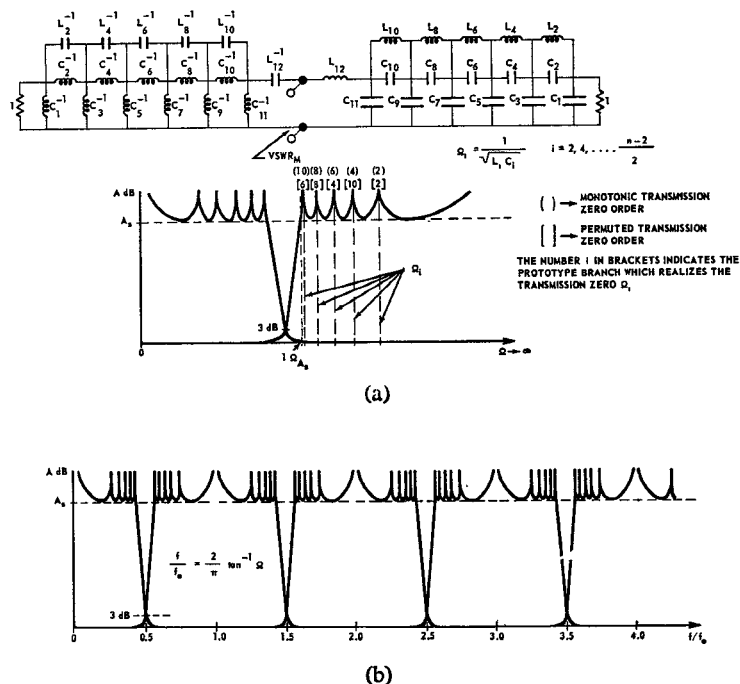 L₂⁻¹ L₄⁻¹ L₆⁻¹ L₈⁻¹ L₁₀⁻¹
C₂⁻¹ C₄⁻¹ C₆⁻¹ C₈⁻¹ C₁₀⁻¹ L₁₂⁻¹
1 C₁⁻¹ C₃⁻¹ C₅⁻¹ C₇⁻¹ C₉⁻¹ C₁₁⁻¹
L₁₀ L₈ L₆ L₄ L₂
L₁₂ C₁₀ C₈ C₆ C₄ C₂
C₁₁ C₉ C₇ C₅ C₃ C₁ 1
VSWR_M
Ω_i = 1 / √(L_i C_i) i = 2, 4, . . . . (n-2)/2
(10) (8) (6) (4) (2)
[6] [8] [4] [10] [2]
A dB
A_s
( ) → MONOTONIC TRANSMISSION
ZERO ORDER
[ ] → PERMUTED TRANSMISSION
ZERO ORDER
THE NUMBER i IN BRACKETS INDICATES THE
PROTOTYPE BRANCH WHICH REALIZES THE
TRANSMISSION ZERO Ω_i
Ω_i
3 dB
0 1 Ω_A_s Ω → ∞
(a)
A dB
A_s
f/f₀ = 2/π tan⁻¹ Ω
3 dB
0 0.5 1.0 1.5 2.0 2.5 3.0 3.5 4.0 f/f₀
(b)